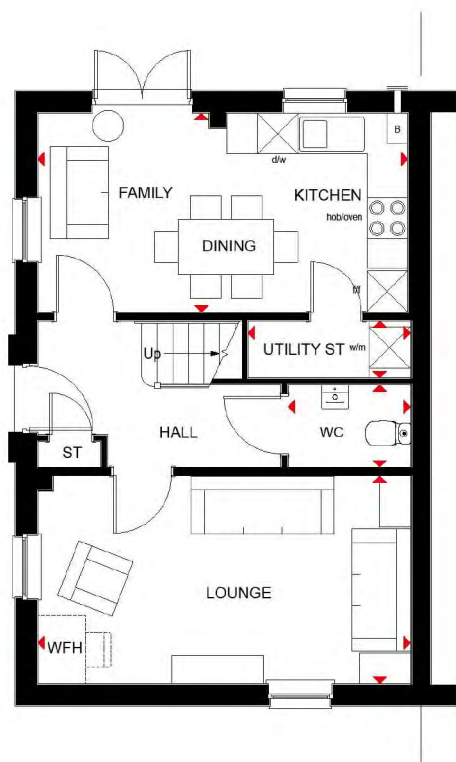 B
d/w
FAMILY
KITCHEN
hob/oven
DINING
f/f
Up
UTILITY ST
w/m
HALL
WC
ST
LOUNGE
WFH